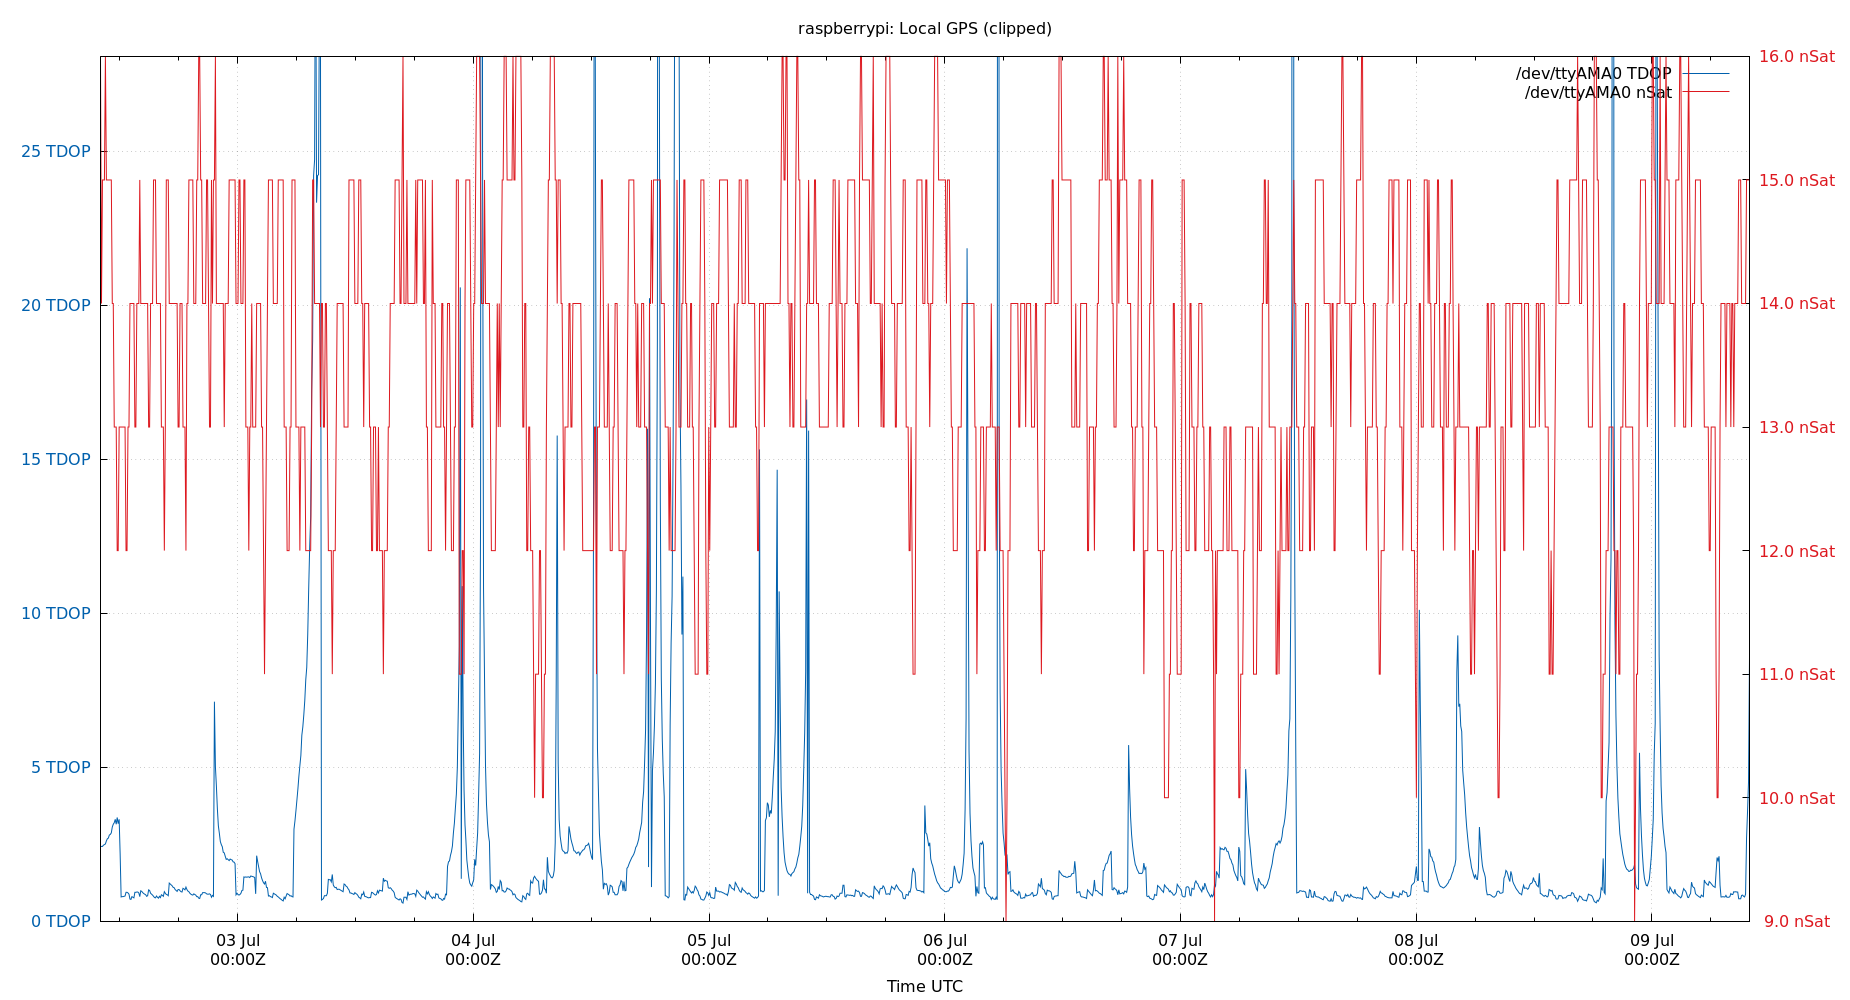 raspberrypi: Local GPS (clipped)
/dev/ttyAMA0 TDOP
/dev/ttyAMA0 nSat
25 TDOP
20 TDOP
15 TDOP
10 TDOP
5 TDOP
0 TDOP
16.0 nSat
15.0 nSat
14.0 nSat
13.0 nSat
12.0 nSat
11.0 nSat
10.0 nSat
9.0 nSat
03 Jul
00:00Z
04 Jul
00:00Z
05 Jul
00:00Z
06 Jul
00:00Z
07 Jul
00:00Z
08 Jul
00:00Z
09 Jul
00:00Z
Time UTC